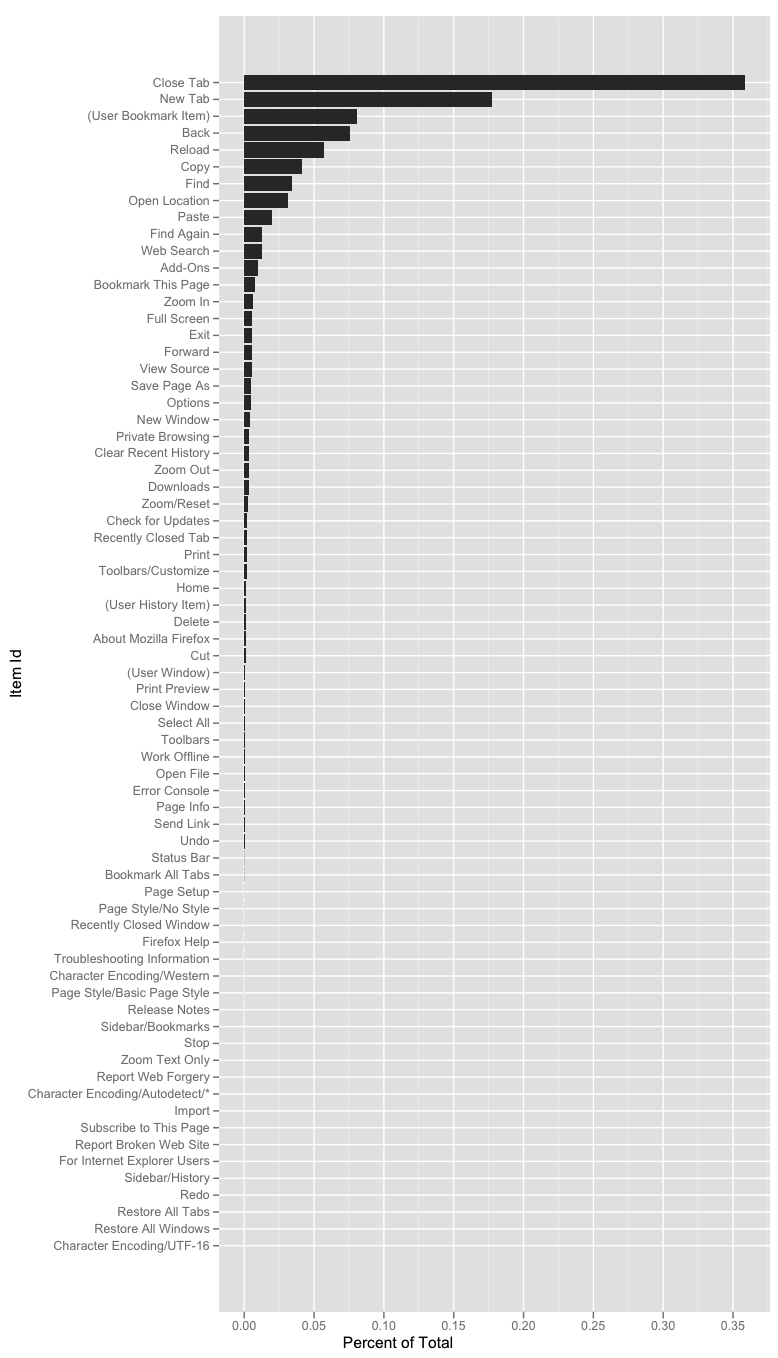 Item Id
Close Tab
New Tab
(User Bookmark Item)
Back
Reload
Copy
Find
Open Location
Paste
Find Again
Web Search
Add-Ons
Bookmark This Page
Zoom In
Full Screen
Exit
Forward
View Source
Save Page As
Options
New Window
Private Browsing
Clear Recent History
Zoom Out
Downloads
Zoom/Reset
Check for Updates
Recently Closed Tab
Print
Toolbars/Customize
Home
(User History Item)
Delete
About Mozilla Firefox
Cut
(User Window)
Print Preview
Close Window
Select All
Toolbars
Work Offline
Open File
Error Console
Page Info
Send Link
Undo
Status Bar
Bookmark All Tabs
Page Setup
Page Style/No Style
Recently Closed Window
Firefox Help
Troubleshooting Information
Character Encoding/Western
Page Style/Basic Page Style
Release Notes
Sidebar/Bookmarks
Stop
Zoom Text Only
Report Web Forgery
Character Encoding/Autodetect/*
Import
Subscribe to This Page
Report Broken Web Site
For Internet Explorer Users
Sidebar/History
Redo
Restore All Tabs
Restore All Windows
Character Encoding/UTF-16
0.00 0.05 0.10 0.15 0.20 0.25 0.30 0.35
Percent of Total